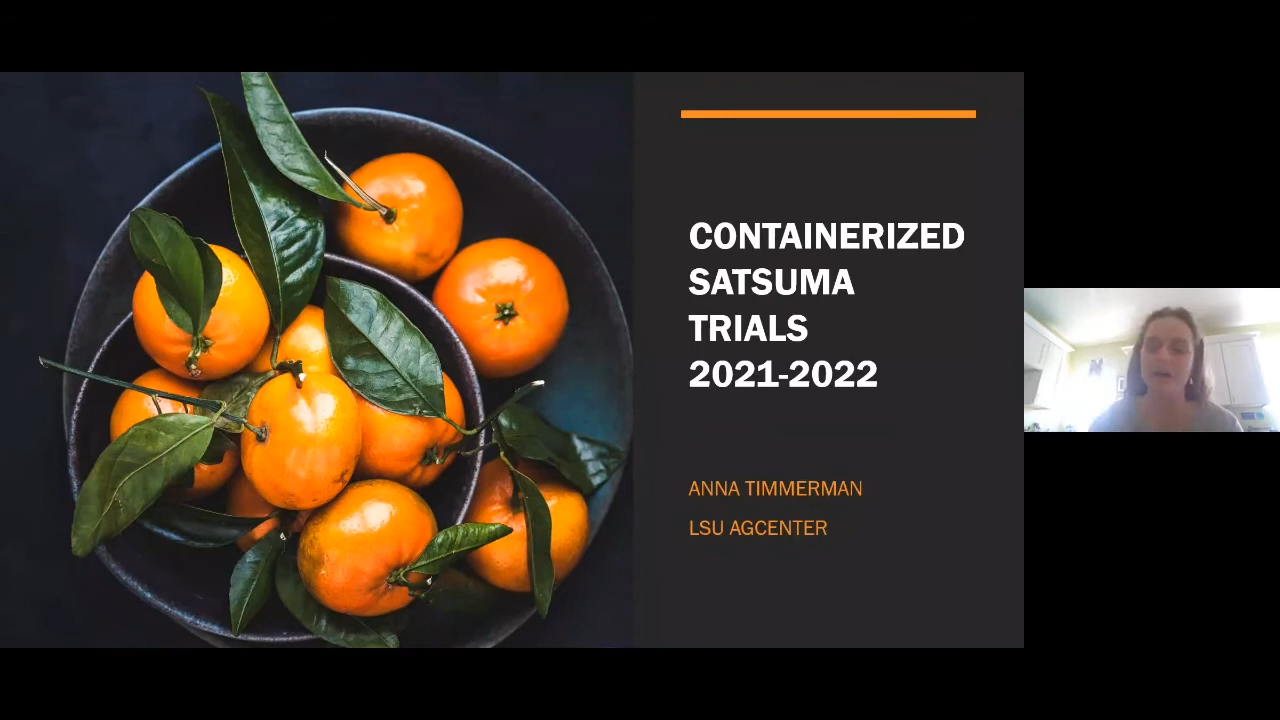 CONTAINERIZED
SATSUMA
TRIALS
2021-2022
ANNA TIMMERMAN
LSU AGCENTER